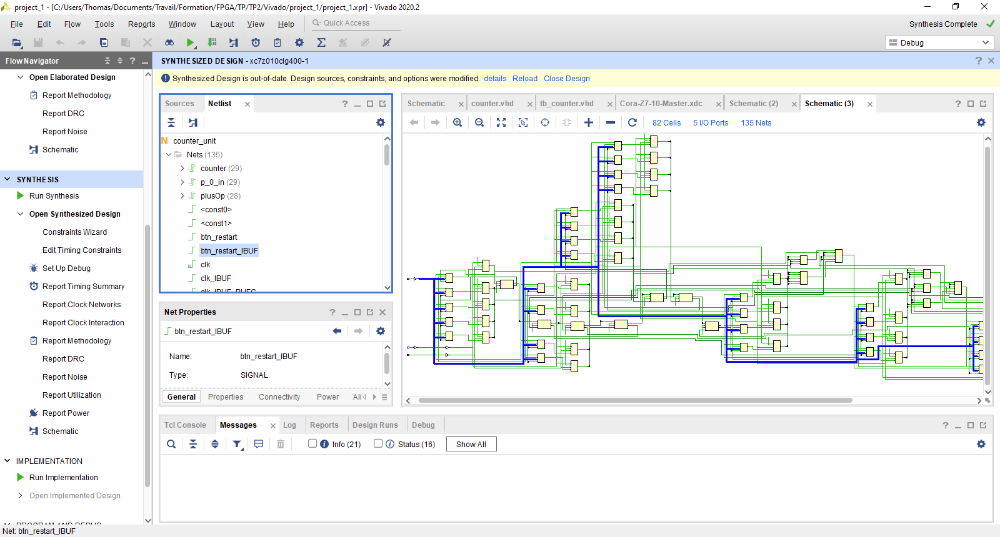 project_1 - [C:/Users/Thomas/Documents/Travail/Formation/FPGA/TP/TP2/Vivado/project_1/project_1.xpr] - Vivado 2020.2
File Edit Flow Tools Reports Window Layout View Help Quick Access
Synthesis Complete
Debug
Flow Navigator
SYNTHESIZED DESIGN - xc7z010clg400-1
Synthesized Design is out-of-date. Design sources, constraints, and options were modified. details Reload Close Design
Open Elaborated Design
Report Methodology
Report DRC
Report Noise
Schematic
SYNTHESIS
Run Synthesis
Open Synthesized Design
Constraints Wizard
Edit Timing Constraints
Set Up Debug
Report Timing Summary
Report Clock Networks
Report Clock Interaction
Report Methodology
Report DRC
Report Noise
Report Utilization
Report Power
Schematic
IMPLEMENTATION
Run Implementation
Open Implemented Design
PROGRAM AND DEBUG
Sources Netlist
counter_unit
Nets (135)
counter (29)
p_0_in (29)
plusOp (28)
<const0>
<const1>
btn_restart
btn_restart_IBUF
clk
clk_IBUF
clk_IBUF_BUFG
Net Properties
btn_restart_IBUF
Name: btn_restart_IBUF
Type: SIGNAL
General Properties Connectivity Power Ali
Schematic counter.vhd tb_counter.vhd Cora-Z7-10-Master.xdc Schematic (2) Schematic (3)
82 Cells 5 I/O Ports 135 Nets
Tcl Console Messages Log Reports Design Runs Debug
Info (21) Status (16) Show All
Net: btn_restart_IBUF